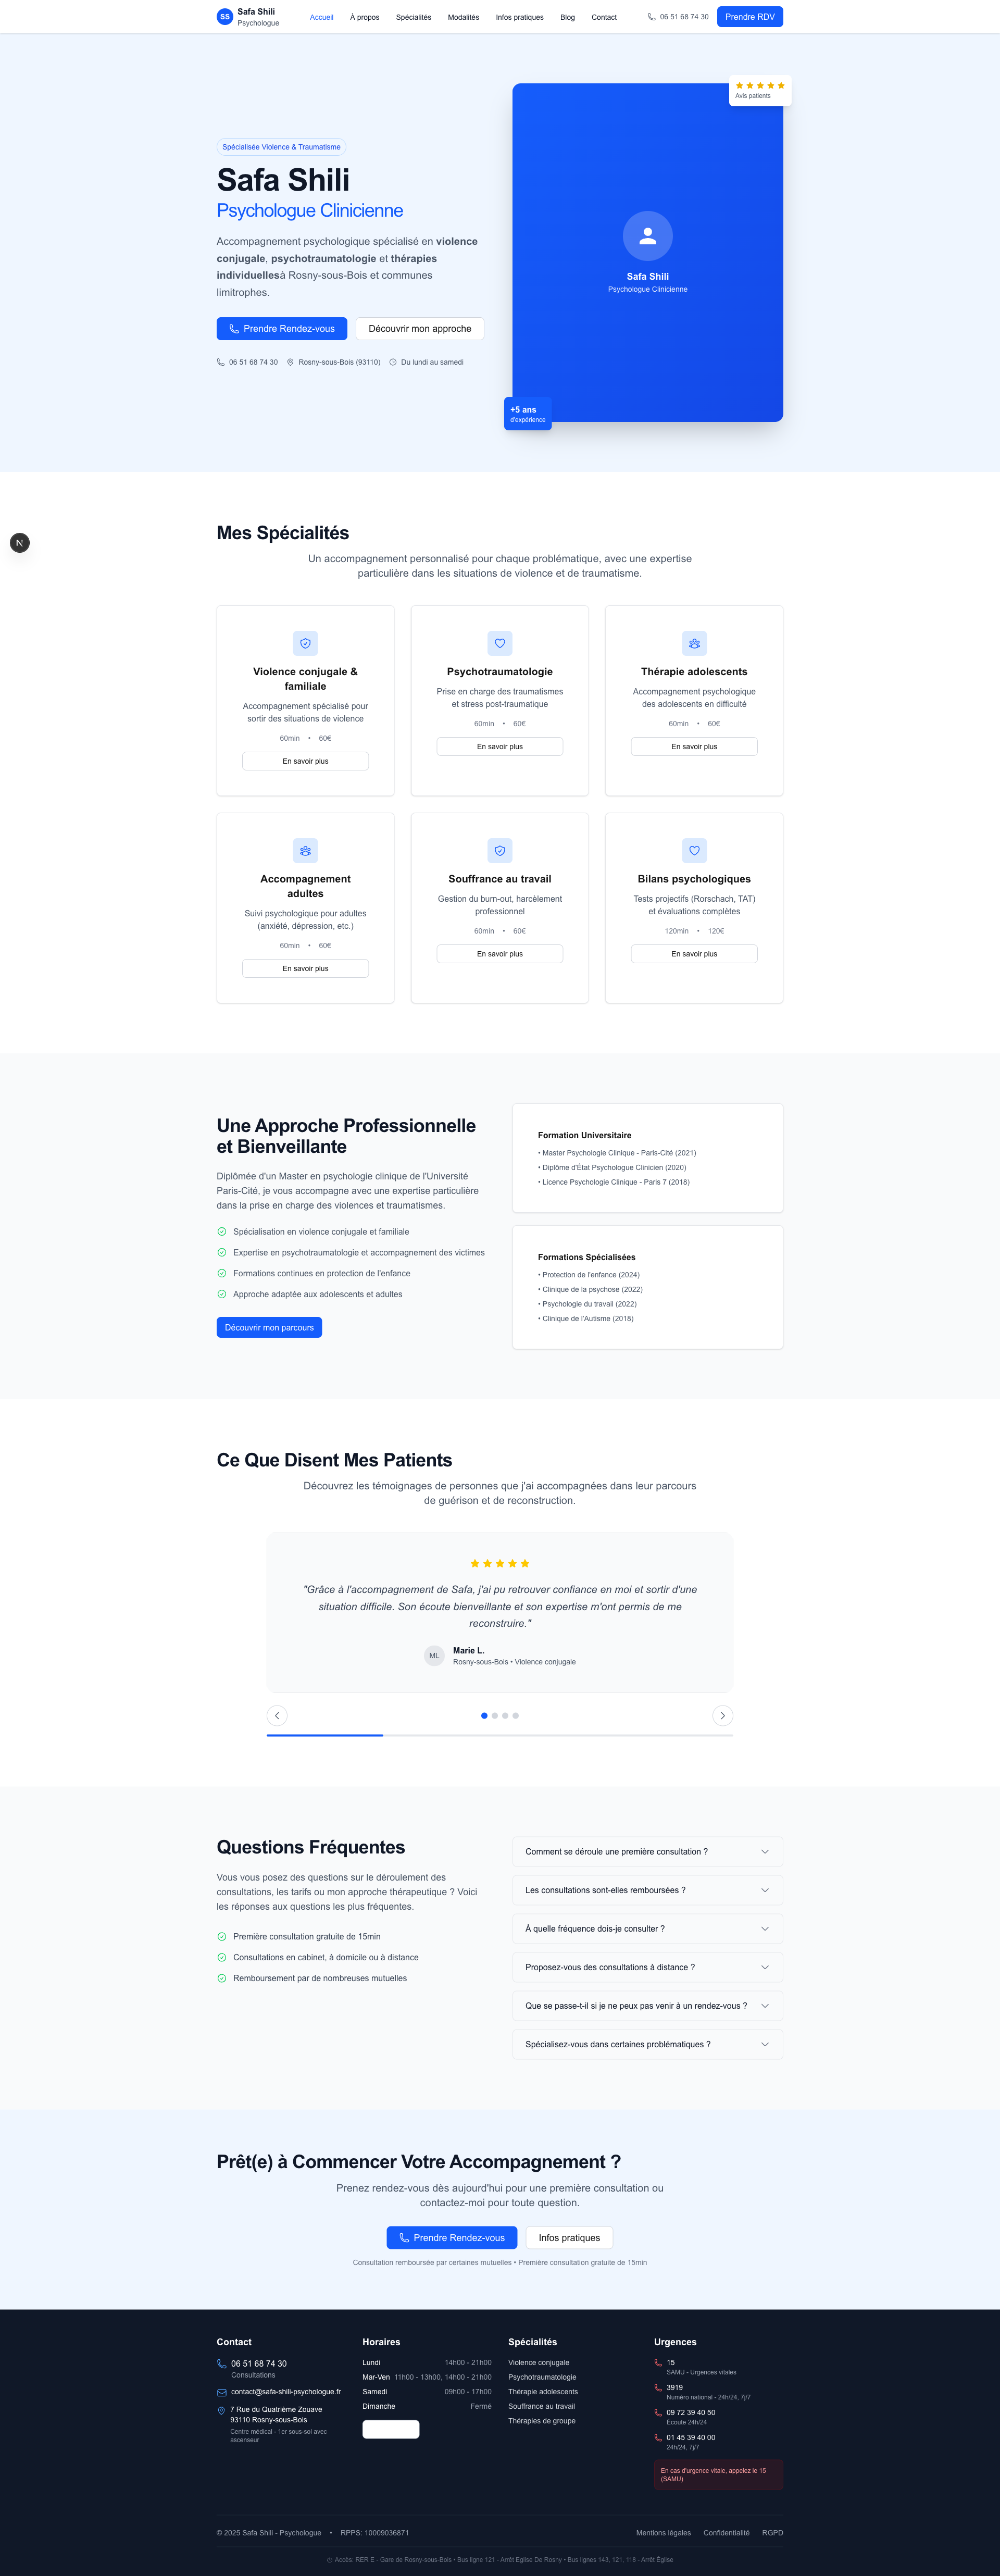 SS
Safa Shili
Psychologue
Accueil
À propos
Spécialités
Modalités
Infos pratiques
Blog
Contact
06 51 68 74 30
Prendre RDV
Avis patients
Spécialisée Violence & Traumatisme
Safa Shili
Psychologue Clinicienne
Accompagnement psychologique spécialisé en violence
conjugale, psychotraumatologie et thérapies
individuellesà Rosny-sous-Bois et communes
limitrophes.
Prendre Rendez-vous
Découvrir mon approche
06 51 68 74 30
Rosny-sous-Bois (93110)
Du lundi au samedi
Safa Shili
Psychologue Clinicienne
+5 ans
d'expérience
N
Mes Spécialités
Un accompagnement personnalisé pour chaque problématique, avec une expertise
particulière dans les situations de violence et de traumatisme.
Violence conjugale &
familiale
Accompagnement spécialisé pour
sortir des situations de violence
60min • 60€
En savoir plus
Psychotraumatologie
Prise en charge des traumatismes
et stress post-traumatique
60min • 60€
En savoir plus
Thérapie adolescents
Accompagnement psychologique
des adolescents en difficulté
60min • 60€
En savoir plus
Accompagnement
adultes
Suivi psychologique pour adultes
(anxiété, dépression, etc.)
60min • 60€
En savoir plus
Souffrance au travail
Gestion du burn-out, harcèlement
professionnel
60min • 60€
En savoir plus
Bilans psychologiques
Tests projectifs (Rorschach, TAT)
et évaluations complètes
120min • 120€
En savoir plus
Une Approche Professionnelle
et Bienveillante
Diplômée d'un Master en psychologie clinique de l'Université
Paris-Cité, je vous accompagne avec une expertise particulière
dans la prise en charge des violences et traumatismes.
Spécialisation en violence conjugale et familiale
Expertise en psychotraumatologie et accompagnement des victimes
Formations continues en protection de l'enfance
Approche adaptée aux adolescents et adultes
Découvrir mon parcours
Formation Universitaire
• Master Psychologie Clinique - Paris-Cité (2021)
• Diplôme d'État Psychologue Clinicien (2020)
• Licence Psychologie Clinique - Paris 7 (2018)
Formations Spécialisées
• Protection de l'enfance (2024)
• Clinique de la psychose (2022)
• Psychologie du travail (2022)
• Clinique de l'Autisme (2018)
Ce Que Disent Mes Patients
Découvrez les témoignages de personnes que j'ai accompagnées dans leur parcours
de guérison et de reconstruction.
"Grâce à l'accompagnement de Safa, j'ai pu retrouver confiance en moi et sortir d'une
situation difficile. Son écoute bienveillante et son expertise m'ont permis de me
reconstruire."
ML
Marie L.
Rosny-sous-Bois • Violence conjugale
Questions Fréquentes
Vous vous posez des questions sur le déroulement des
consultations, les tarifs ou mon approche thérapeutique ? Voici
les réponses aux questions les plus fréquentes.
Première consultation gratuite de 15min
Consultations en cabinet, à domicile ou à distance
Remboursement par de nombreuses mutuelles
Comment se déroule une première consultation ?
Les consultations sont-elles remboursées ?
À quelle fréquence dois-je consulter ?
Proposez-vous des consultations à distance ?
Que se passe-t-il si je ne peux pas venir à un rendez-vous ?
Spécialisez-vous dans certaines problématiques ?
Prêt(e) à Commencer Votre Accompagnement ?
Prenez rendez-vous dès aujourd'hui pour une première consultation ou
contactez-moi pour toute question.
Prendre Rendez-vous
Infos pratiques
Consultation remboursée par certaines mutuelles • Première consultation gratuite de 15min
Contact
06 51 68 74 30
Consultations
contact@safa-shili-psychologue.fr
7 Rue du Quatrième Zouave
93110 Rosny-sous-Bois
Centre médical - 1er sous-sol avec
ascenseur
Horaires
Lundi 14h00 - 21h00
Mar-Ven 11h00 - 13h00, 14h00 - 21h00
Samedi 09h00 - 17h00
Dimanche Fermé
Spécialités
Violence conjugale
Psychotraumatologie
Thérapie adolescents
Souffrance au travail
Thérapies de groupe
Urgences
15
SAMU - Urgences vitales
3919
Numéro national - 24h/24, 7j/7
09 72 39 40 50
Écoute 24h/24
01 45 39 40 00
24h/24, 7j/7
En cas d'urgence vitale, appelez le 15
(SAMU)
© 2025 Safa Shili - Psychologue • RPPS: 10009036871
Mentions légales
Confidentialité
RGPD
Accès: RER E - Gare de Rosny-sous-Bois • Bus ligne 121 - Arrêt Eglise De Rosny • Bus lignes 143, 121, 118 - Arrêt Église